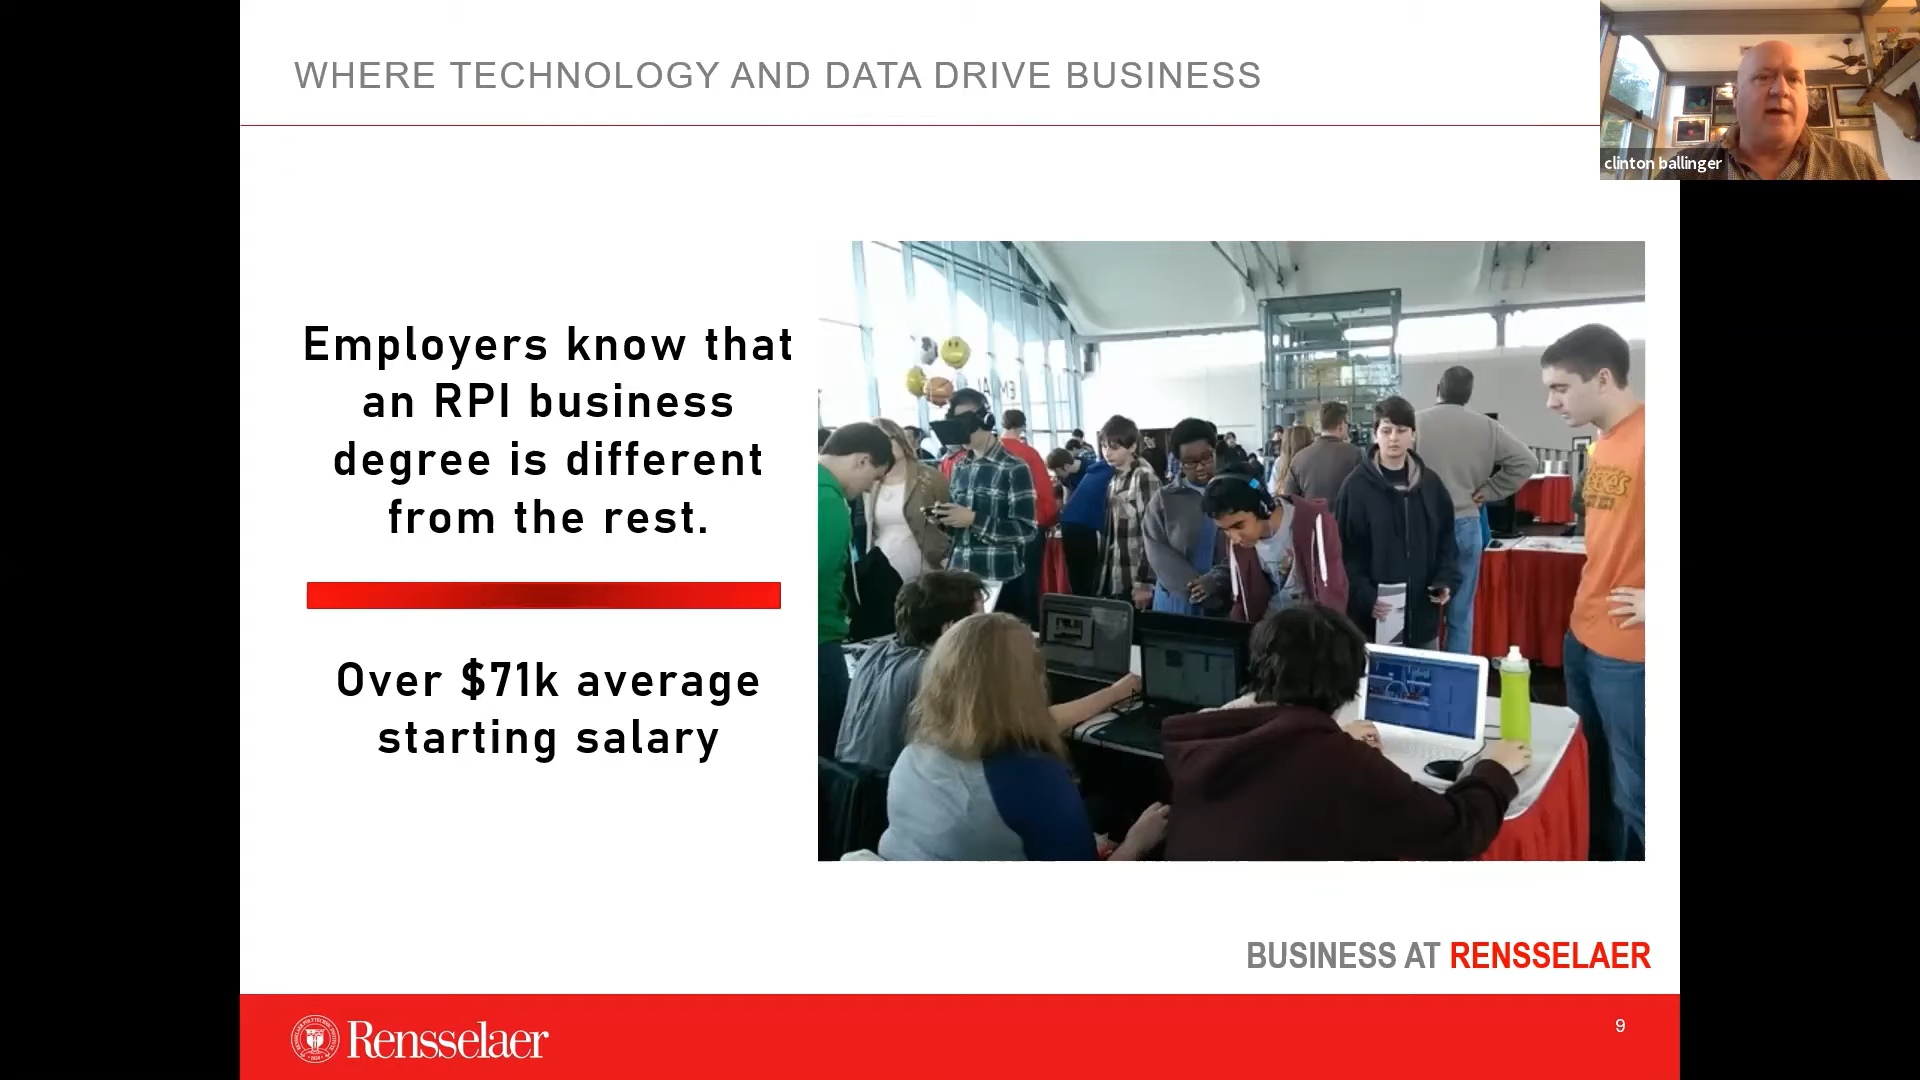 WHERE TECHNOLOGY AND DATA DRIVE BUSINESS
clinton ballinger
Employers know that
an RPI business
degree is different
from the rest.
Over $71k average
starting salary
BUSINESS AT RENSSELAER
Rensselaer
9